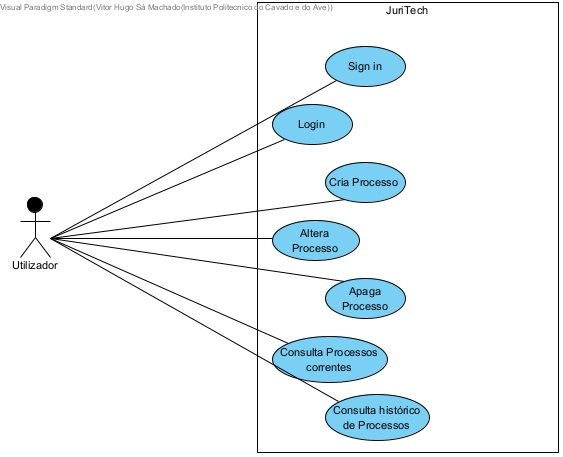 Visual Paradigm Standard(Vitor Hugo Sá Machado(Instituto Politecnico do Cavado e do Ave))
JuriTech
Sign in
Login
Cria Processo
Altera
Processo
Utilizador
Apaga
Processo
Consulta Processos
correntes
Consulta histórico
de Processos